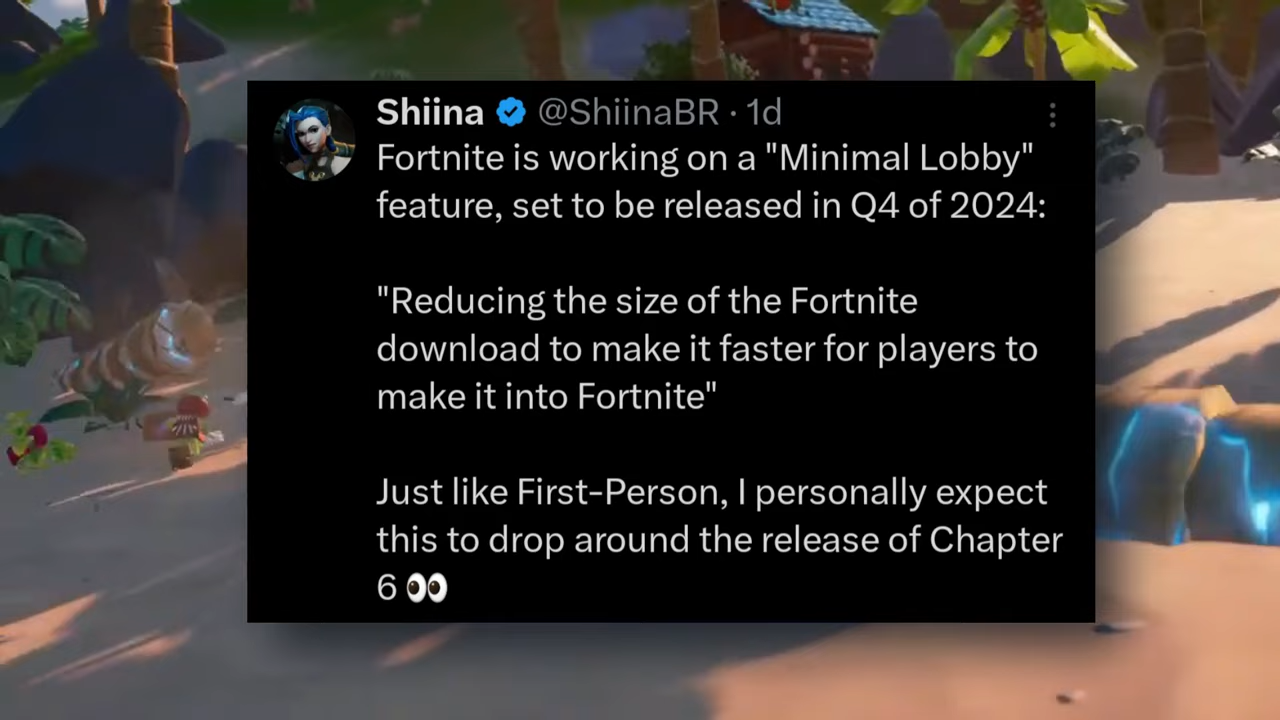 Shiina @ShiinaBR · 1d
Fortnite is working on a "Minimal Lobby"
feature, set to be released in Q4 of 2024:
"Reducing the size of the Fortnite
download to make it faster for players to
make it into Fortnite"
Just like First-Person, I personally expect
this to drop around the release of Chapter
6 👀